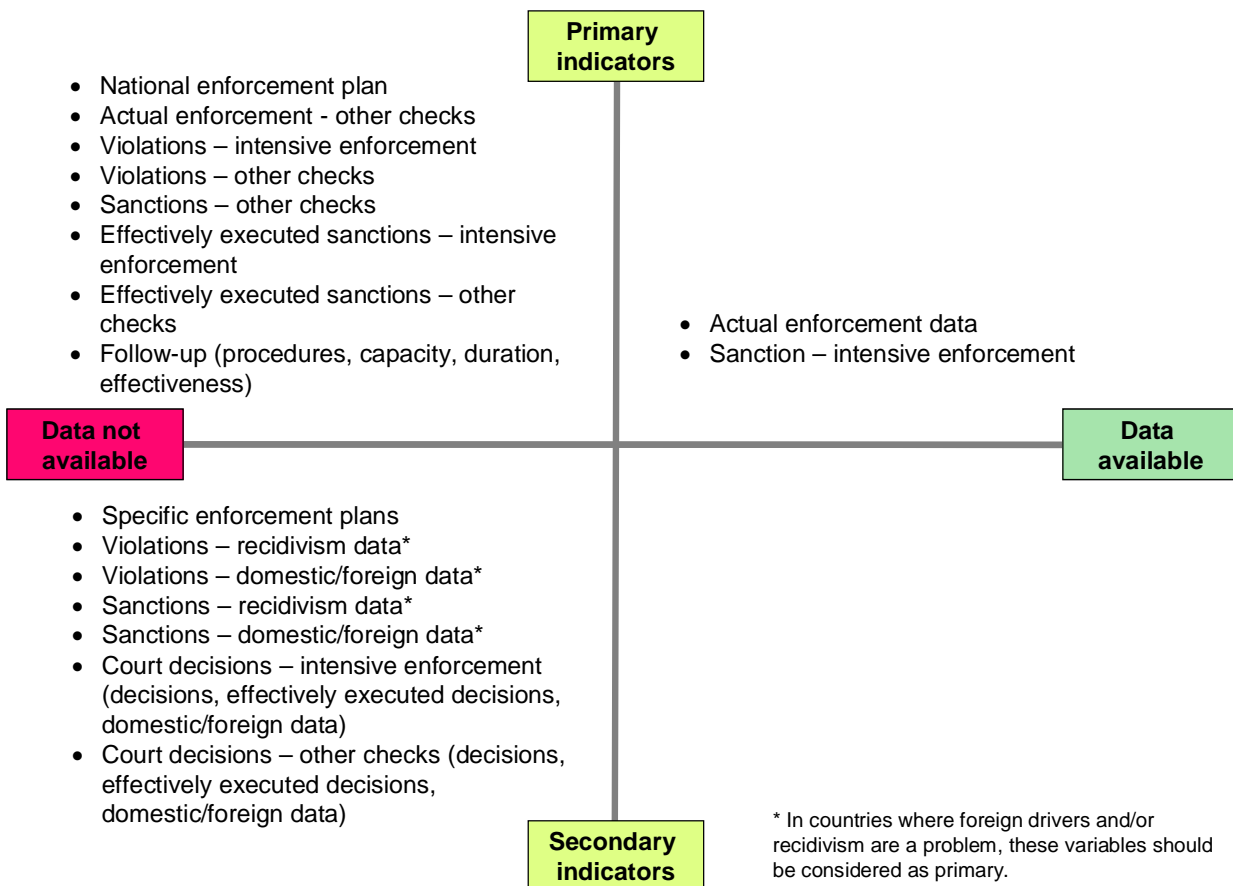 Primary
indicators
• National enforcement plan
• Actual enforcement - other checks
• Violations – intensive enforcement
• Violations – other checks
• Sanctions – other checks
• Effectively executed sanctions – intensive
enforcement
• Effectively executed sanctions – other
checks
• Follow-up (procedures, capacity, duration,
effectiveness)
• Actual enforcement data
• Sanction – intensive enforcement
Data not
available
Data
available
• Specific enforcement plans
• Violations – recidivism data*
• Violations – domestic/foreign data*
• Sanctions – recidivism data*
• Sanctions – domestic/foreign data*
• Court decisions – intensive enforcement
(decisions, effectively executed decisions,
domestic/foreign data)
• Court decisions – other checks (decisions,
effectively executed decisions,
domestic/foreign data)
Secondary
indicators
* In countries where foreign drivers and/or
recidivism are a problem, these variables should
be considered as primary.